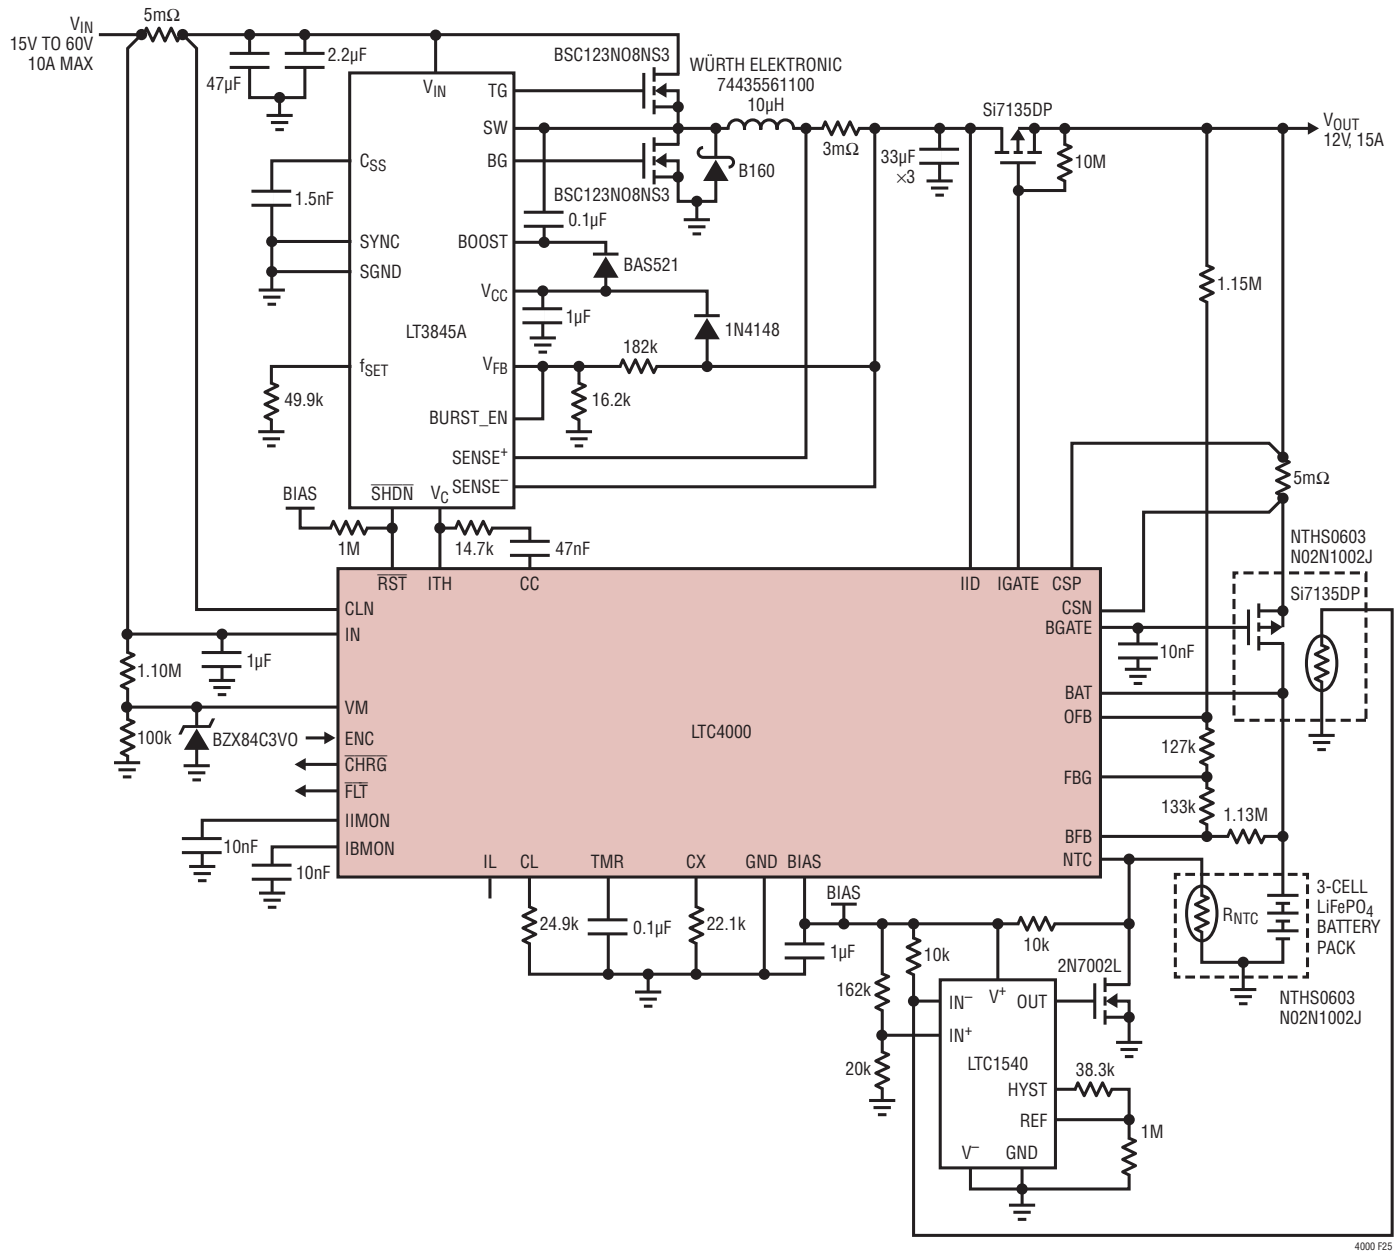 VIN
15V TO 60V
10A MAX
5mΩ
47µF
2.2µF
BSC123NO8NS3
WÜRTH ELEKTRONIC
74435561100
10µH
Si7135DP
VOUT
12V, 15A
VIN
TG
SW
BG
BSC123NO8NS3
B160
3mΩ
33µF
×3
10M
CSS
1.5nF
0.1µF
SYNC
BOOST
SGND
BAS521
1.15M
VCC
1µF
1N4148
LT3845A
182k
fSET
VFB
49.9k
16.2k
BURST_EN
SENSE+
SENSE–
SHDN
VC
BIAS
1M
14.7k
47nF
5mΩ
NTHS0603
N02N1002J
Si7135DP
RST
ITH
CC
IID
IGATE
CSP
CLN
CSN
IN
BGATE
1.10M
1µF
10nF
VM
BAT
OFB
100k
BZX84C3VO
ENC
LTC4000
127k
CHRG
FBG
FLT
133k
1.13M
IIMON
BFB
10nF
IBMON
NTC
10nF
IL
CL
TMR
CX
GND
BIAS
BIAS
24.9k
0.1µF
22.1k
1µF
10k
10k
RNTC
3-CELL
LiFePO4
BATTERY
PACK
2N7002L
162k
IN–
V+
OUT
IN+
NTHS0603
N02N1002J
20k
LTC1540
38.3k
HYST
REF
1M
V–
GND
4000 F25